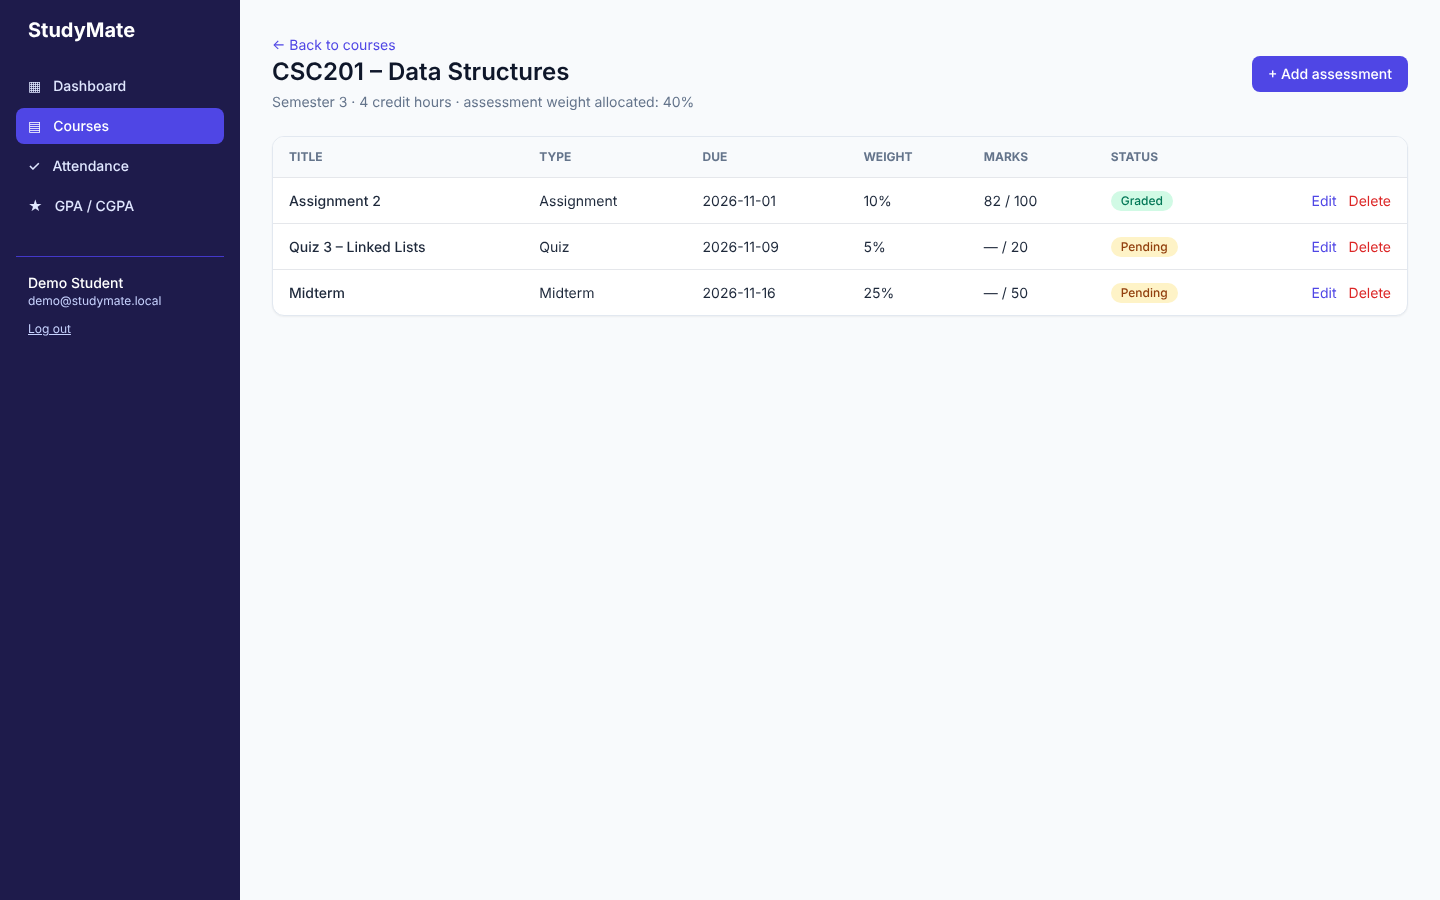 StudyMate
Dashboard
Courses
Attendance
GPA / CGPA
Demo Student
demo@studymate.local
Log out
← Back to courses
CSC201 – Data Structures
Semester 3 · 4 credit hours · assessment weight allocated: 40%
+ Add assessment
TITLE TYPE DUE WEIGHT MARKS STATUS
Assignment 2 Assignment 2026-11-01 10% 82 / 100 Graded Edit Delete
Quiz 3 – Linked Lists Quiz 2026-11-09 5% — / 20 Pending Edit Delete
Midterm Midterm 2026-11-16 25% — / 50 Pending Edit Delete